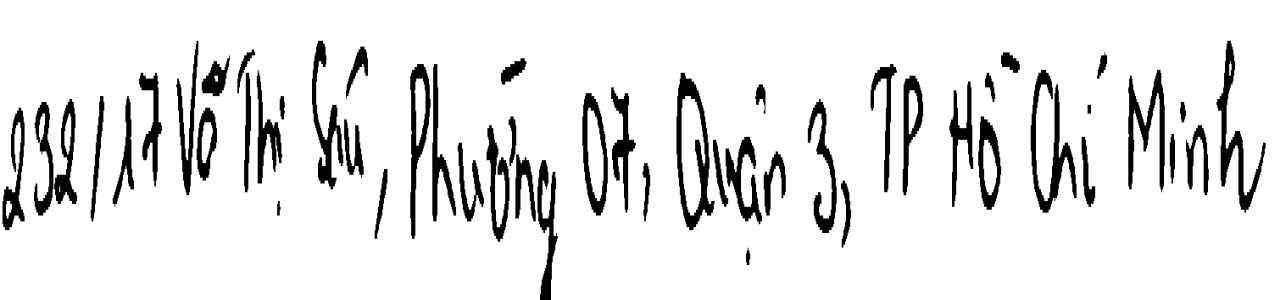 232/17 Võ Thị Sáu, Phường 07, Quận 3, TP Hồ Chí Minh